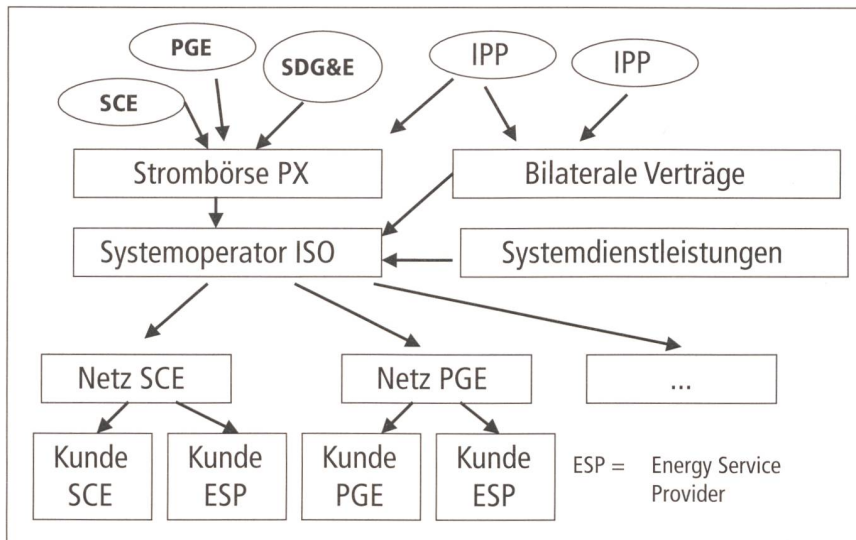 PGE
SDG&E
IPP
IPP
SCE
Strombörse PX
Bilaterale Verträge
Systemoperator ISO
Systemdienstleistungen
Netz SCE
Netz PGE
...
Kunde
SCE
Kunde
ESP
Kunde
PGE
Kunde
ESP
ESP = Energy Service
Provider